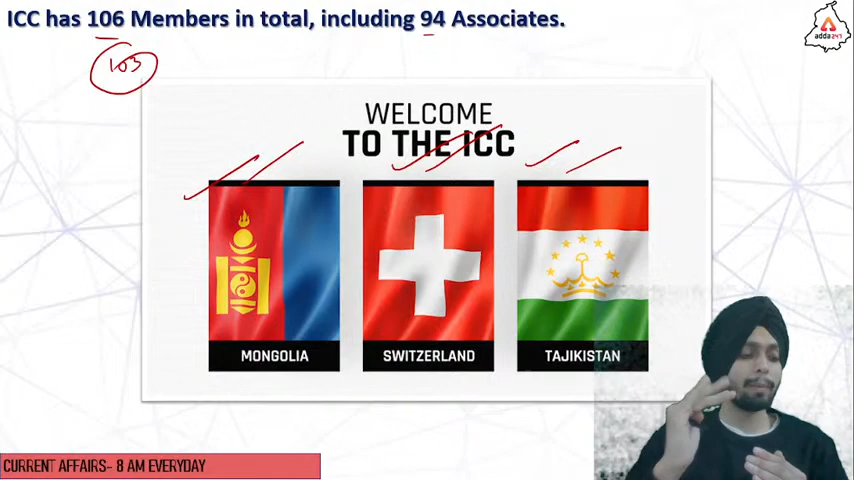 ICC has 106 Members in total, including 94 Associates.
adda247
103
WELCOME
TO THE ICC
MONGOLIA
SWITZERLAND
TAJIKISTAN
CURRENT AFFAIRS- 8 AM EVERYDAY